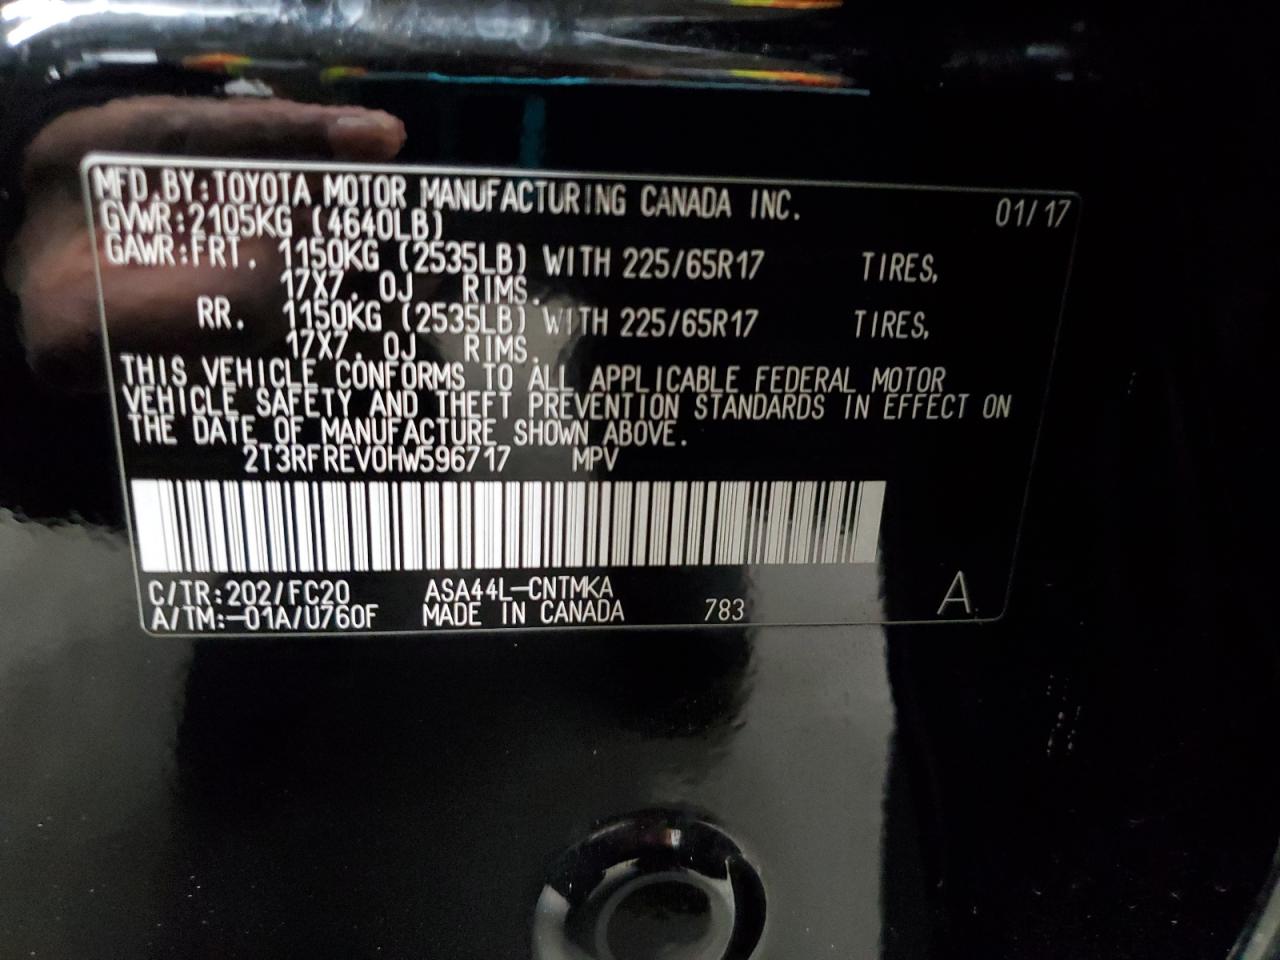 MFD.BY:TOYOTA MOTOR MANUFACTURING CANADA INC. 01/17
GVWR:2105KG (4640LB)
GAWR:FRT. 1150KG (2535LB) WITH 225/65R17 TIRES,
17X7.0J RIMS.
RR. 1150KG (2535LB) WITH 225/65R17 TIRES,
17X7.0J RIMS.
THIS VEHICLE CONFORMS TO ALL APPLICABLE FEDERAL MOTOR
VEHICLE SAFETY AND THEFT PREVENTION STANDARDS IN EFFECT ON
THE DATE OF MANUFACTURE SHOWN ABOVE.
2T3RFREV0HW596717 MPV
C/TR:202/FC20 ASA44L-CNTMKA
A/TM:-01A/U760F MADE IN CANADA 783 A